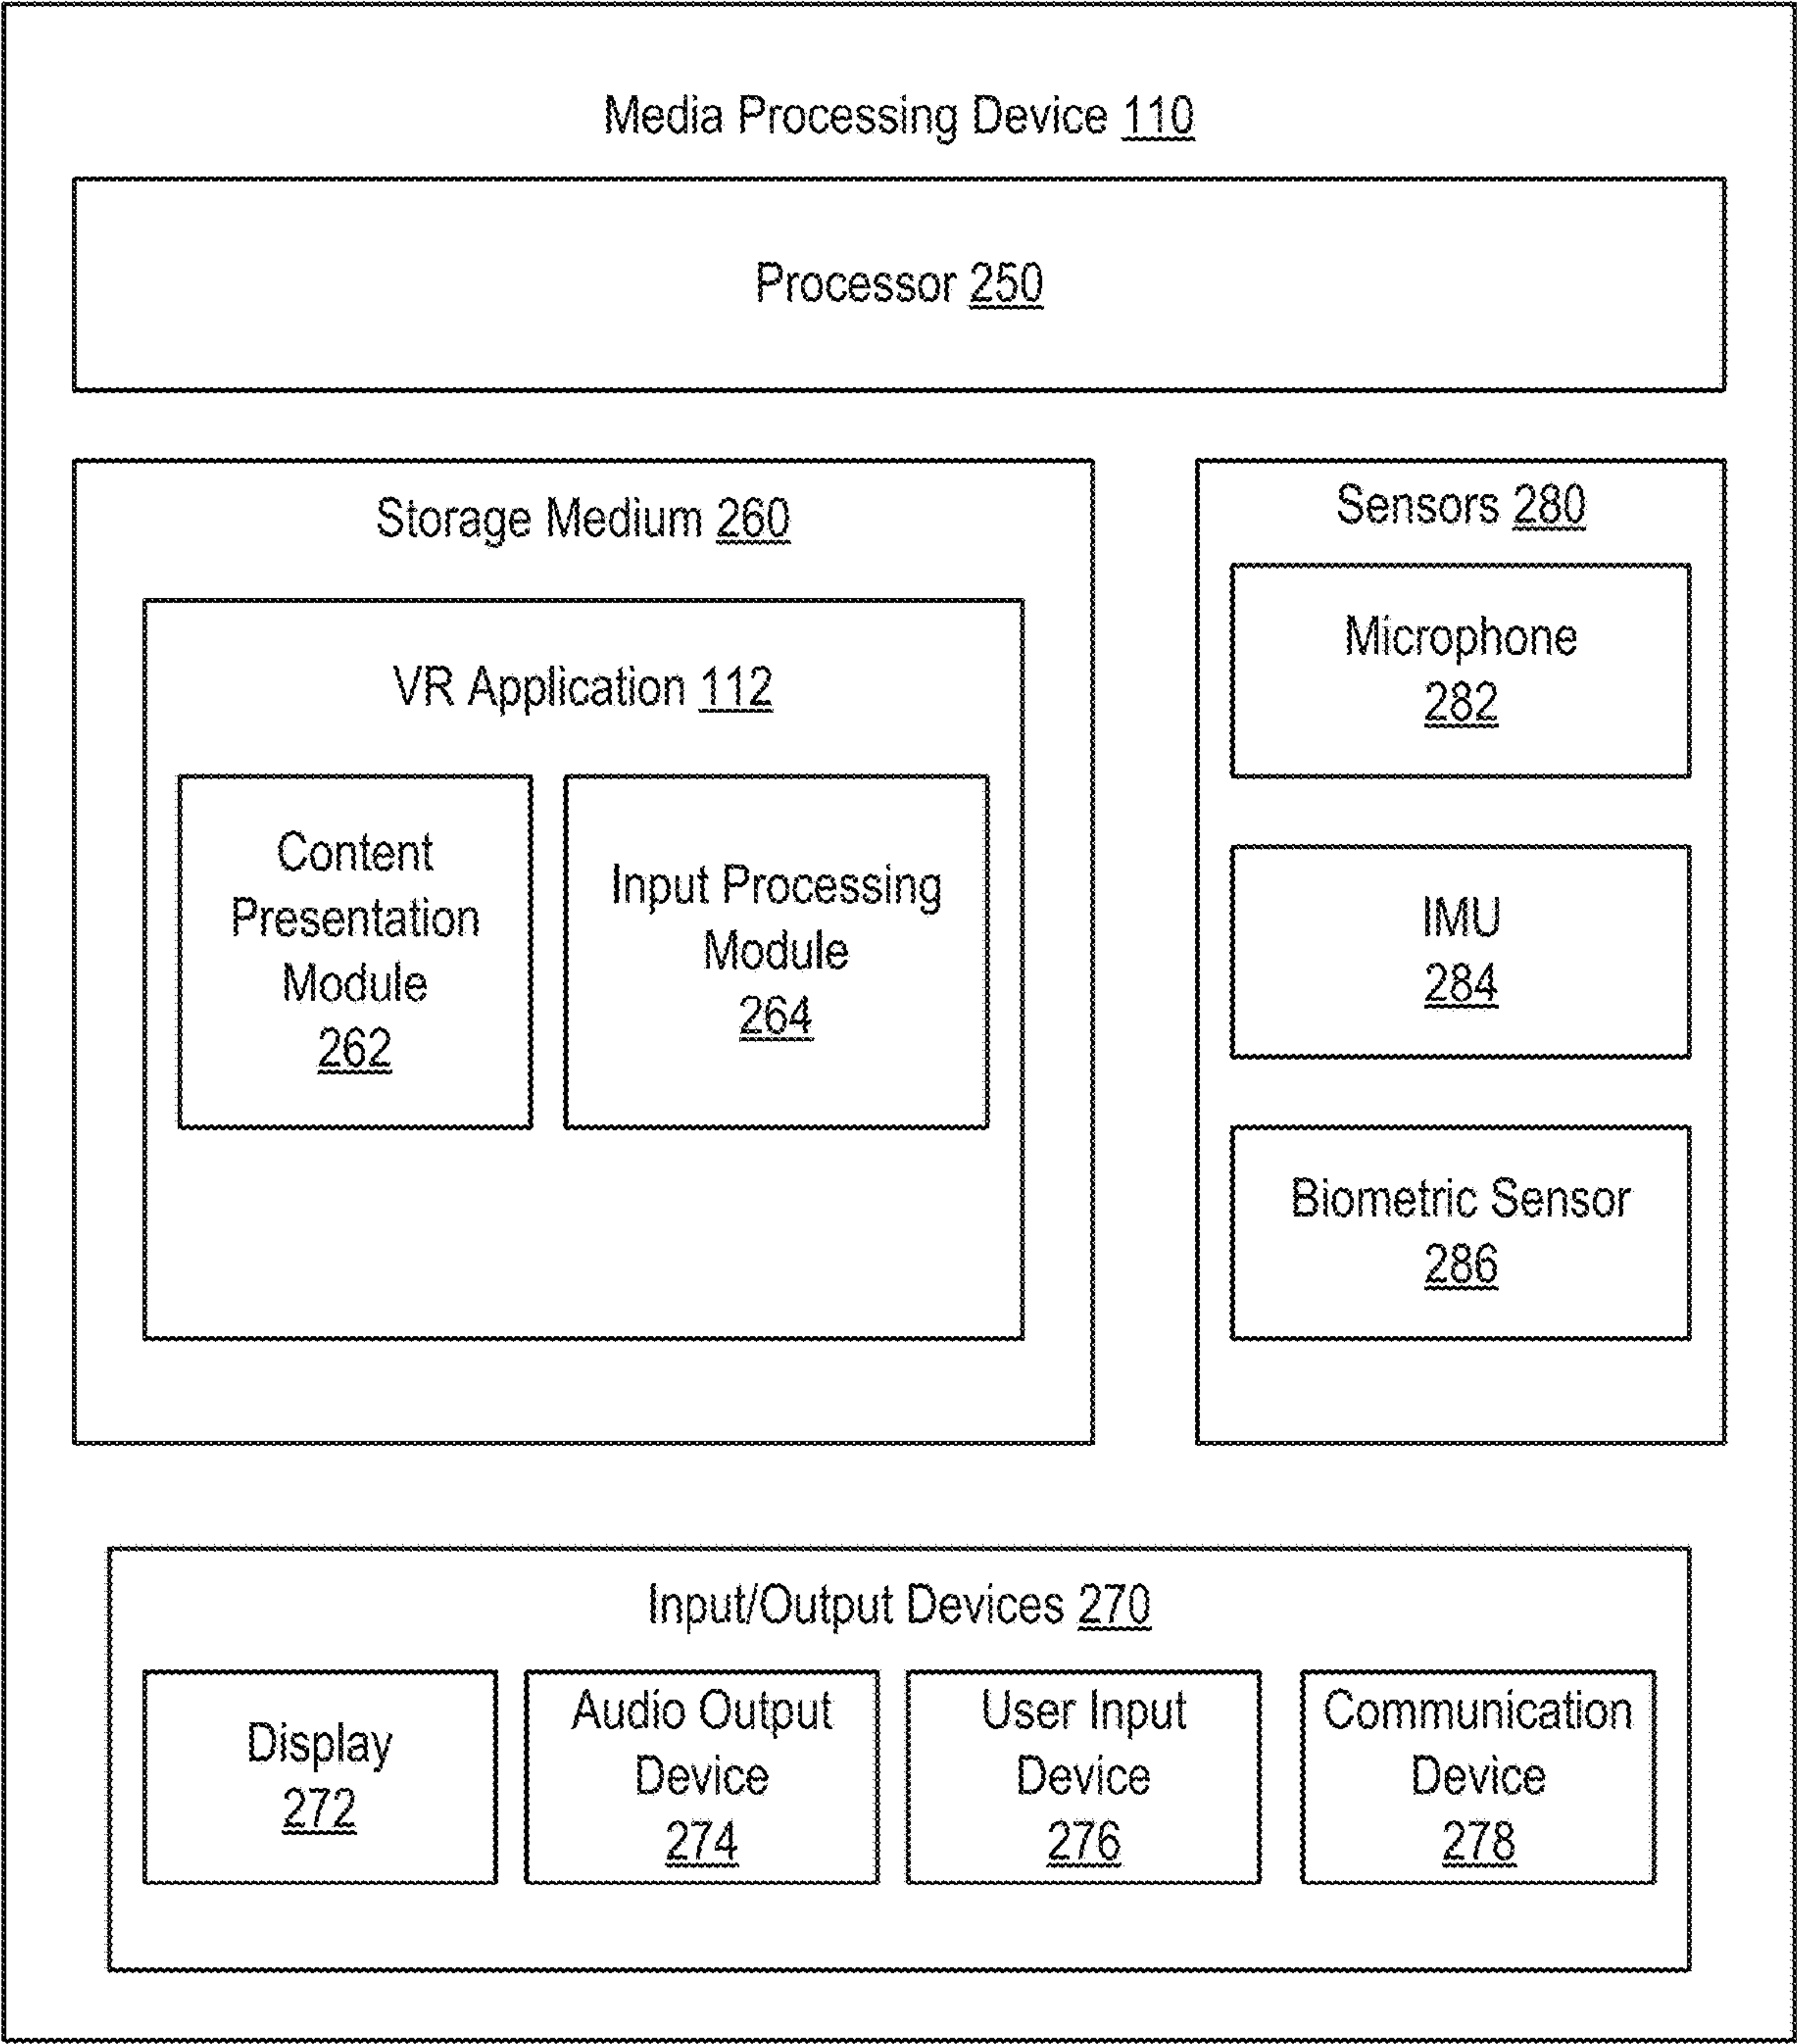 Media Processing Device 110
Processor 250
Storage Medium 260
VR Application 112
Content
Presentation
Module
262
Input Processing
Module
264
Sensors 280
Microphone
282
IMU
284
Biometric Sensor
286
Input/Output Devices 270
Display
272
Audio Output
Device
274
User Input
Device
276
Communication
Device
278